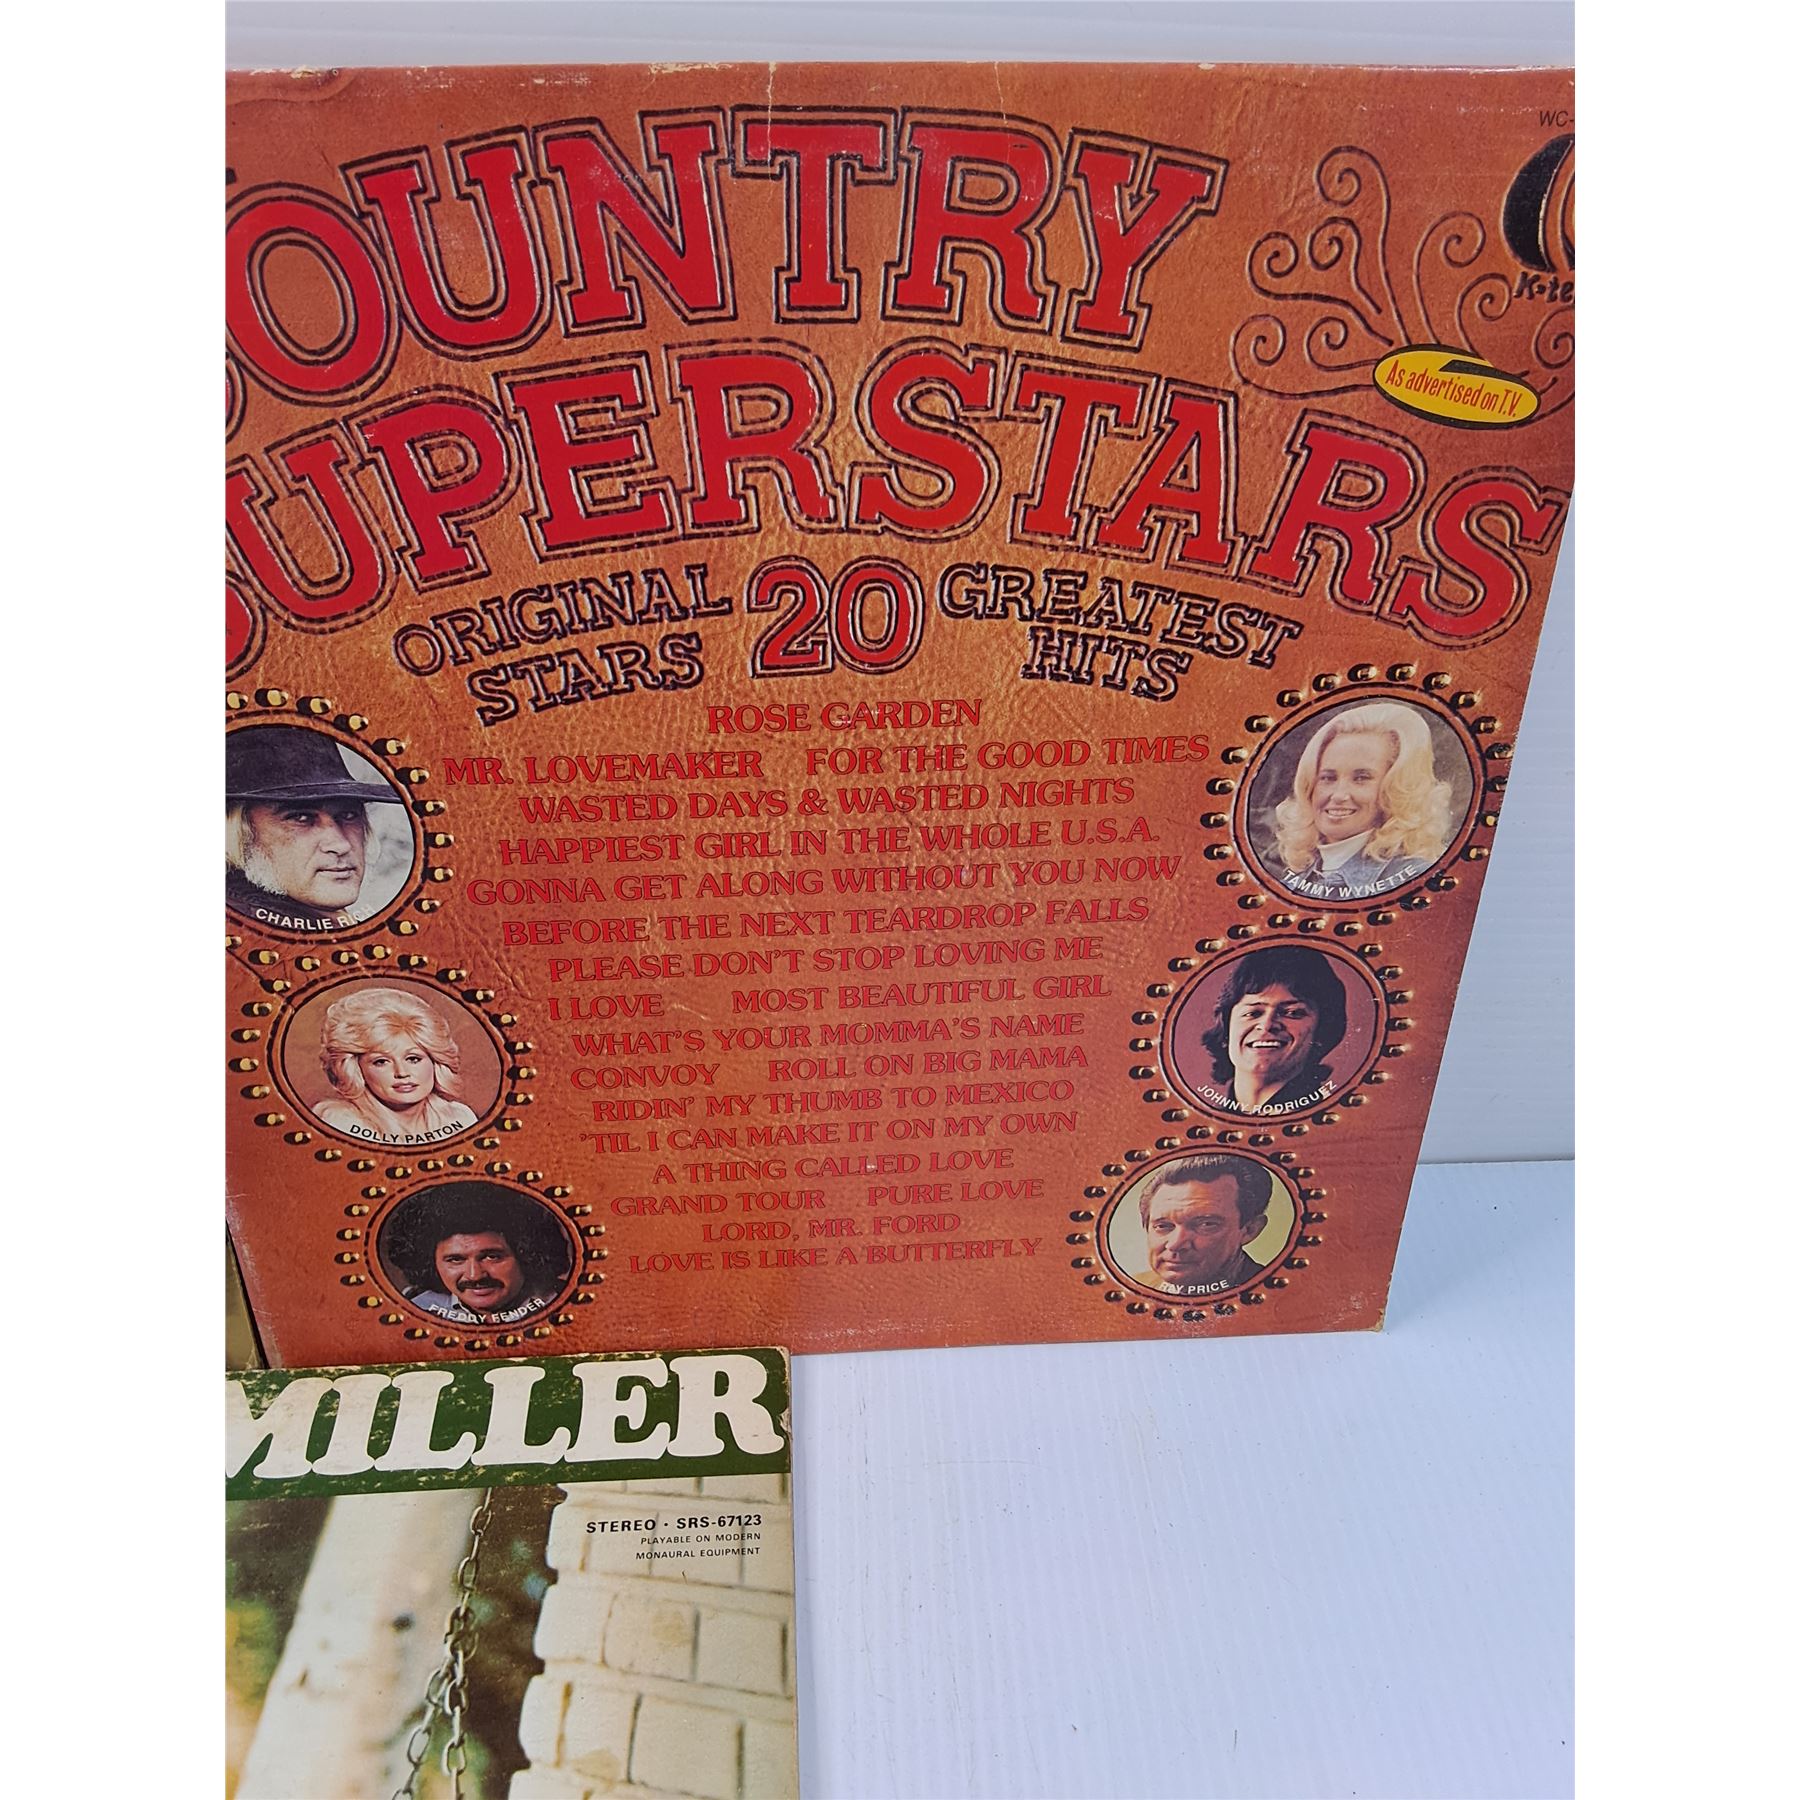 COUNTRY
SUPERSTARS
WC-
K-te
As advertised on T.V.
ORIGINAL STARS 20 GREATEST HITS
ROSE GARDEN
MR. LOVEMAKER FOR THE GOOD TIMES
WASTED DAYS & WASTED NIGHTS
HAPPIEST GIRL IN THE WHOLE U.S.A.
GONNA GET ALONG WITHOUT YOU NOW
BEFORE THE NEXT TEARDROP FALLS
PLEASE DON'T STOP LOVING ME
I LOVE MOST BEAUTIFUL GIRL
WHAT'S YOUR MOMMA'S NAME
CONVOY ROLL ON BIG MAMA
RIDIN' MY THUMB TO MEXICO
'TIL I CAN MAKE IT ON MY OWN
A THING CALLED LOVE
GRAND TOUR PURE LOVE
LORD, MR. FORD
LOVE IS LIKE A BUTTERFLY
CHARLIE RICH
DOLLY PARTON
FREDDY FENDER
TAMMY WYNETTE
JOHNNY RODRIGUEZ
RAY PRICE
MILLER
STEREO • SRS-67123
PLAYABLE ON MODERN
MONAURAL EQUIPMENT